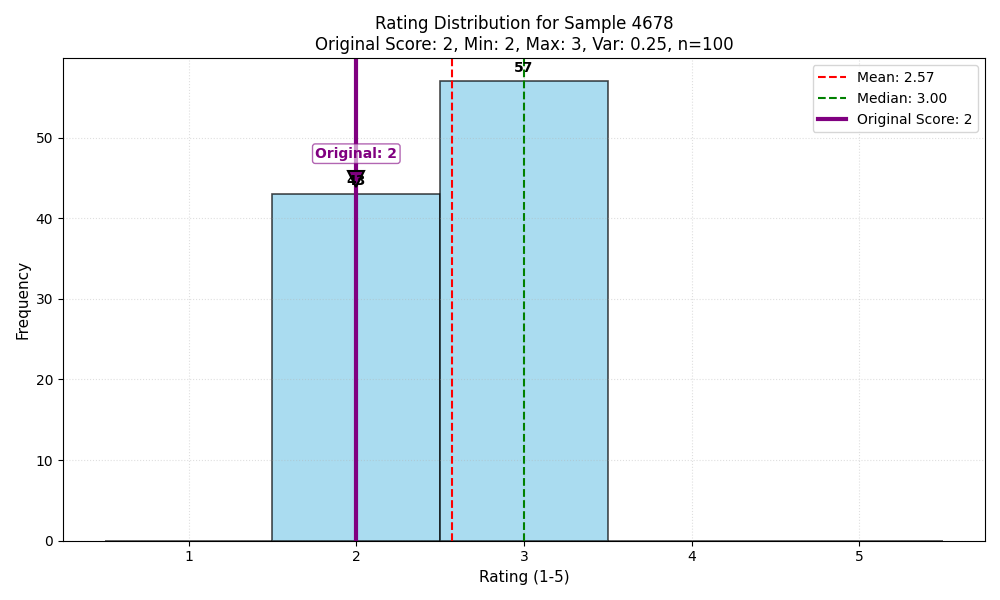 Rating Distribution for Sample 4678
Original Score: 2, Min: 2, Max: 3, Var: 0.25, n=100
57
Mean: 2.57
Median: 3.00
Original Score: 2
Original: 2
43
Frequency
50
40
30
20
10
0
1 2 3 4 5
Rating (1-5)